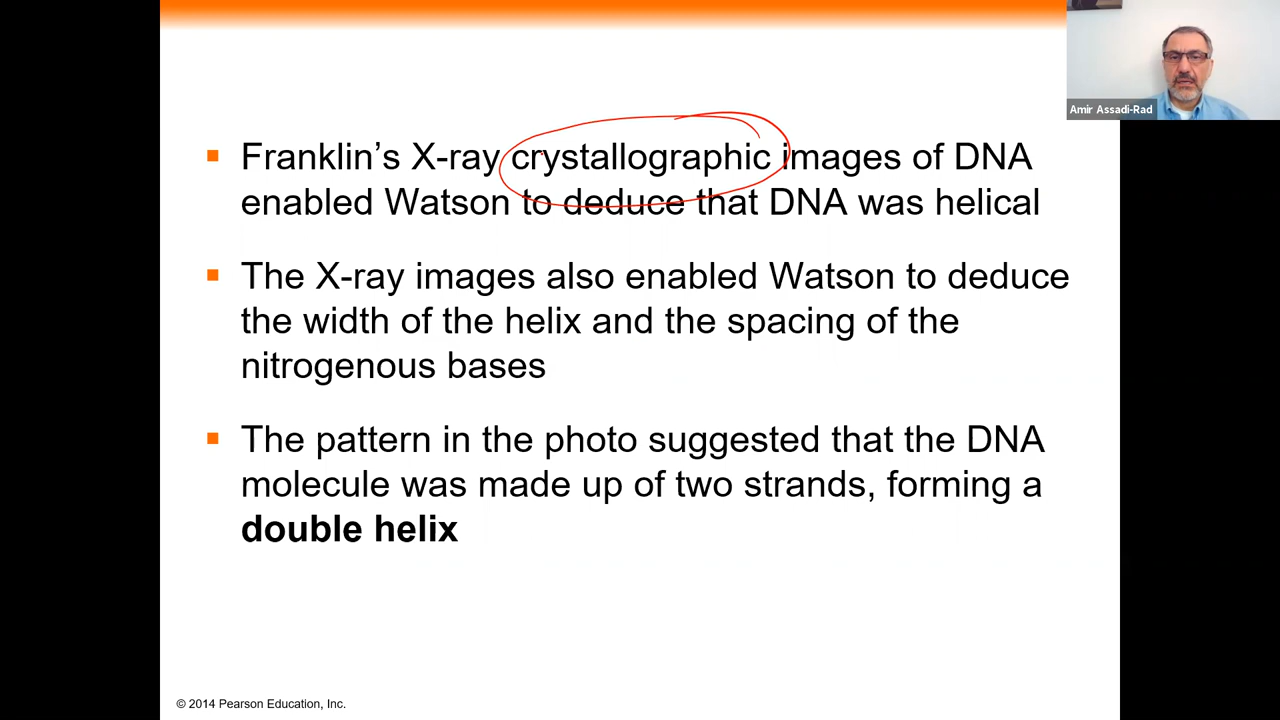 Amir Assadi-Rad
▪ Franklin’s X-ray crystallographic images of DNA
enabled Watson to deduce that DNA was helical
▪ The X-ray images also enabled Watson to deduce
the width of the helix and the spacing of the
nitrogenous bases
▪ The pattern in the photo suggested that the DNA
molecule was made up of two strands, forming a
double helix
© 2014 Pearson Education, Inc.